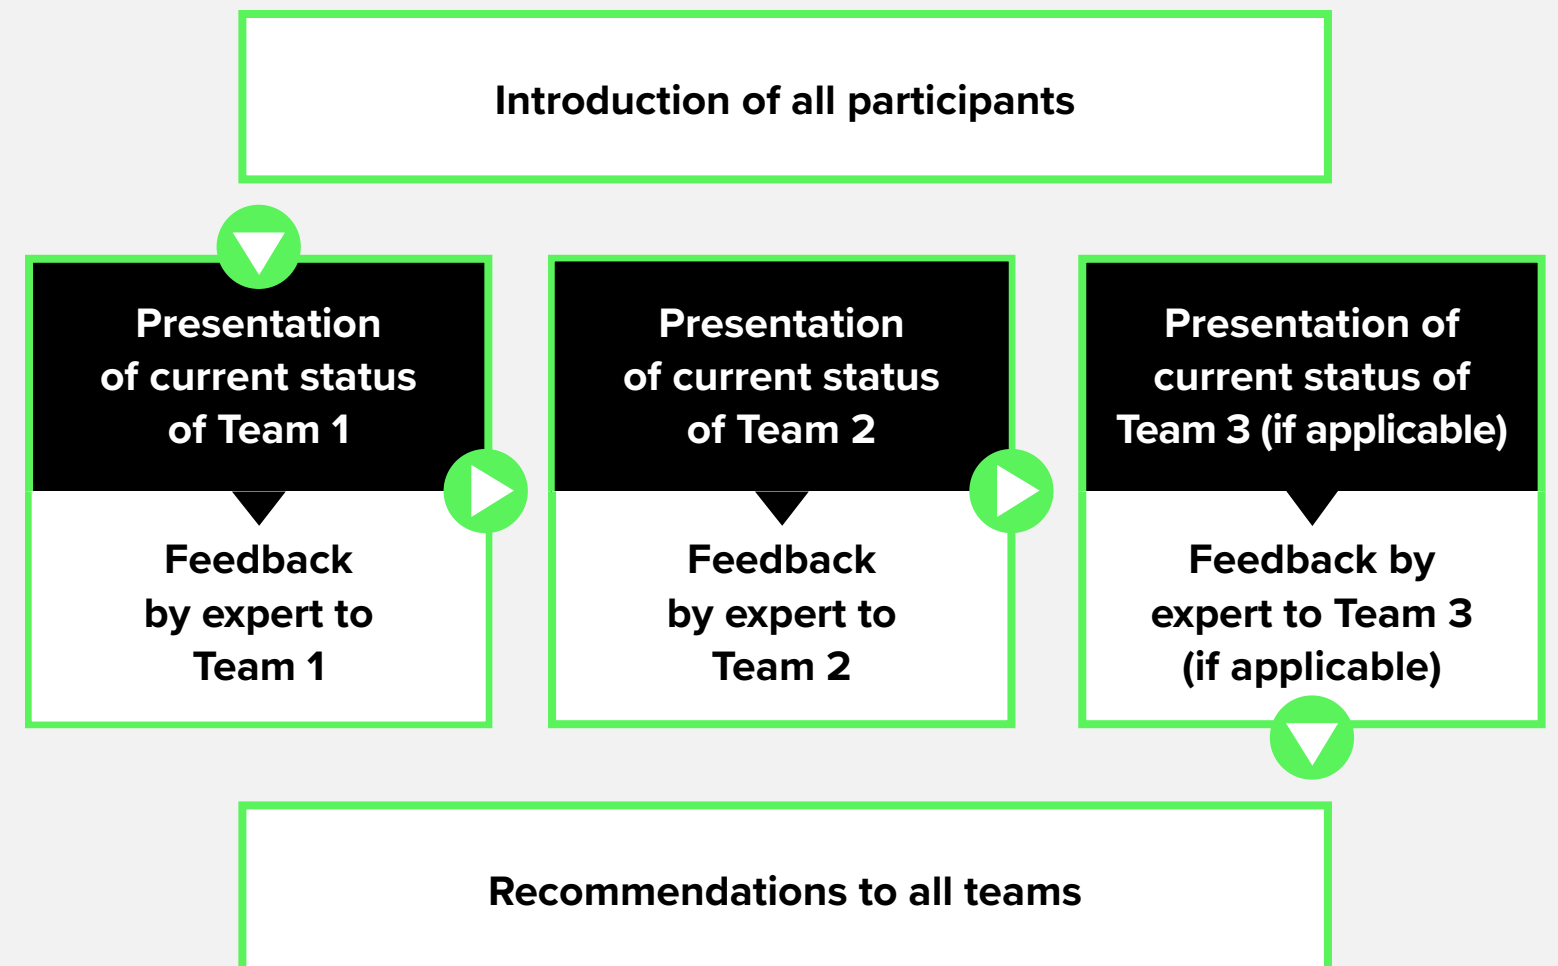 Introduction of all participants
Presentation
of current status
of Team 1
Feedback
by expert to
Team 1
Presentation
of current status
of Team 2
Feedback
by expert to
Team 2
Presentation of
current status of
Team 3 (if applicable)
Feedback by
expert to Team 3
(if applicable)
Recommendations to all teams